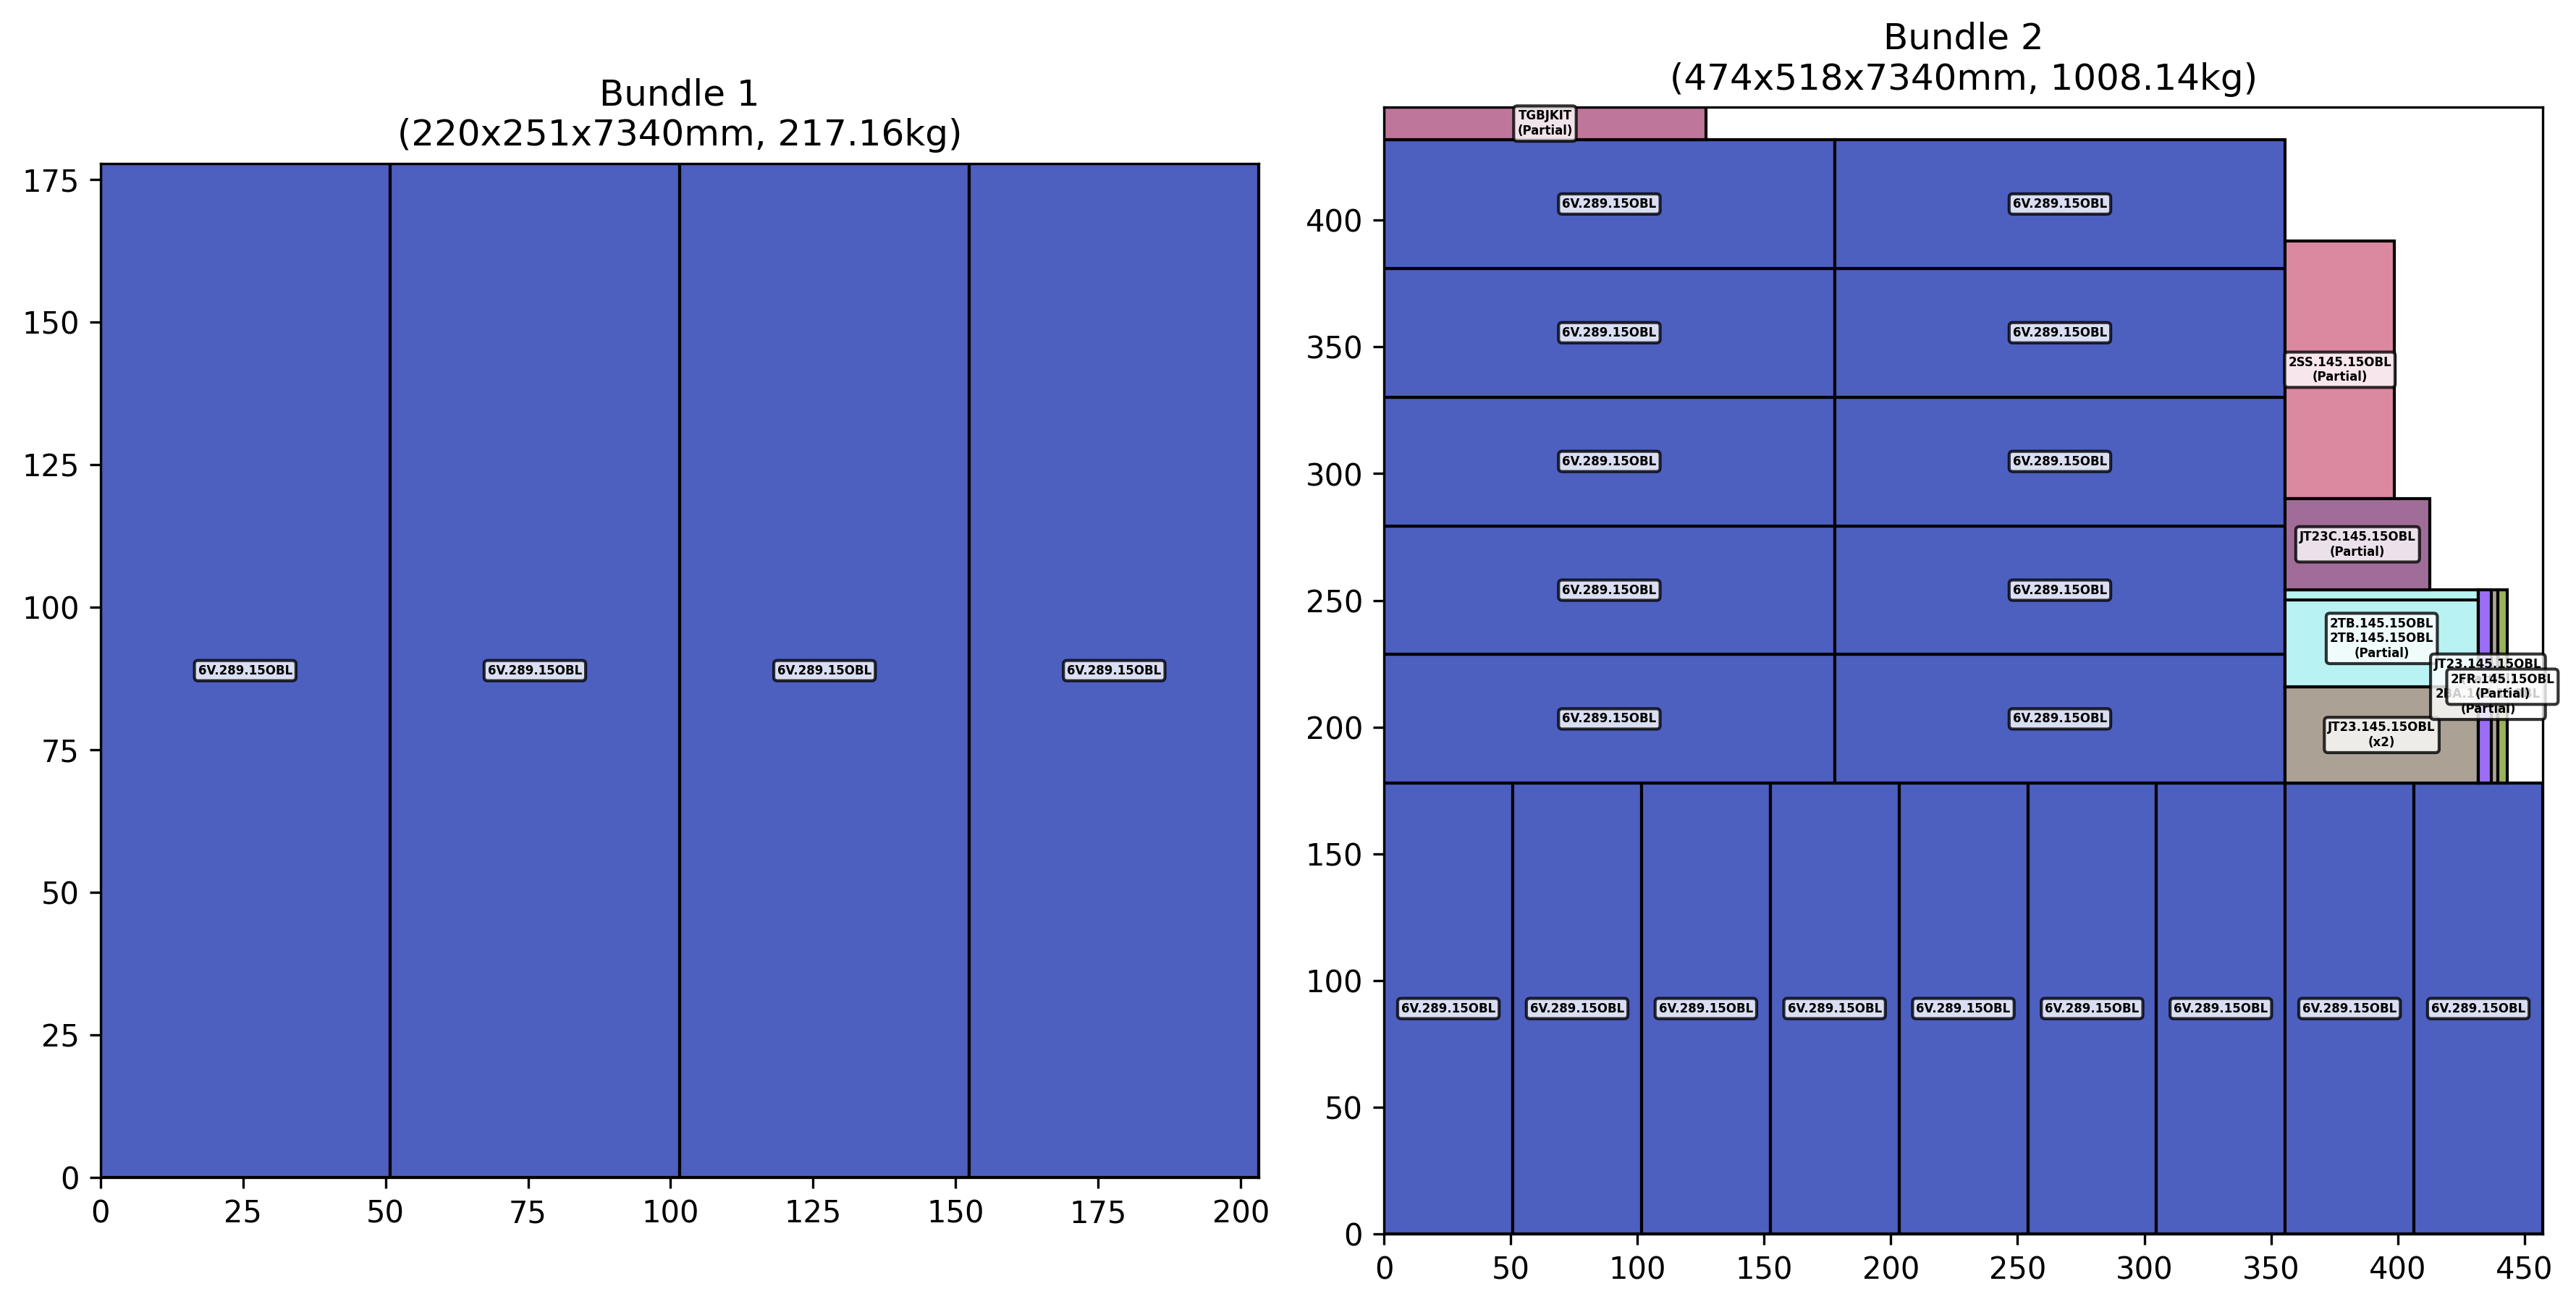 Bundle 1
(220x251x7340mm, 217.16kg)
175
150
125
100
75
50
25
0
6V.289.15OBL
6V.289.15OBL
6V.289.15OBL
6V.289.15OBL
0
25
50
75
100
125
150
175
200
Bundle 2
(474x518x7340mm, 1008.14kg)
400
350
300
250
200
150
100
50
0
TGBJKIT
(Partial)
6V.289.15OBL
6V.289.15OBL
6V.289.15OBL
6V.289.15OBL
2SS.145.15OBL
(Partial)
6V.289.15OBL
6V.289.15OBL
JT23C.145.15OBL
(Partial)
6V.289.15OBL
6V.289.15OBL
2TB.145.15OBL
2TB.145.15OBL
(Partial)
JT23.145.15OBL
2FR.145.15OBL
(Partial)
(Partial)
6V.289.15OBL
6V.289.15OBL
JT23.145.15OBL
(x2)
6V.289.15OBL
6V.289.15OBL
6V.289.15OBL
6V.289.15OBL
6V.289.15OBL
6V.289.15OBL
6V.289.15OBL
6V.289.15OBL
6V.289.15OBL
0
50
100
150
200
250
300
350
400
450